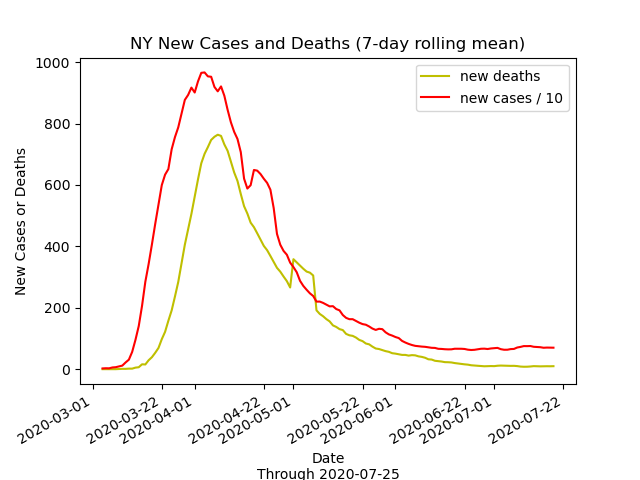 NY New Cases and Deaths (7-day rolling mean)
new deaths
new cases / 10
1000
800
600
400
200
0
New Cases or Deaths
2020-03-01
2020-03-22
2020-04-01
2020-04-22
2020-05-01
2020-05-22
2020-06-01
2020-06-22
2020-07-01
2020-07-22
Date
Through 2020-07-25